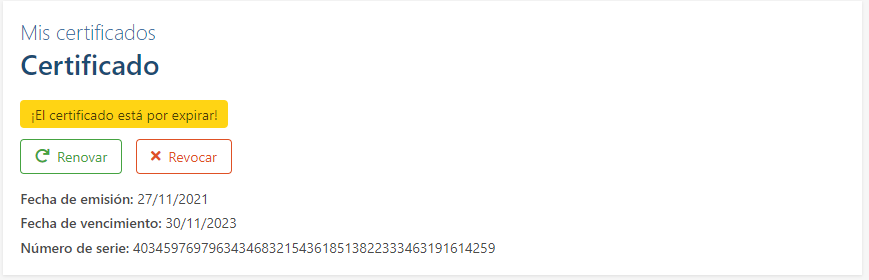 Mis certificados
Certificado
¡El certificado está por expirar!
Renovar
Revocar
Fecha de emisión: 27/11/2021
Fecha de vencimiento: 30/11/2023
Número de serie: 403459769796343468321543618513822333463191614259